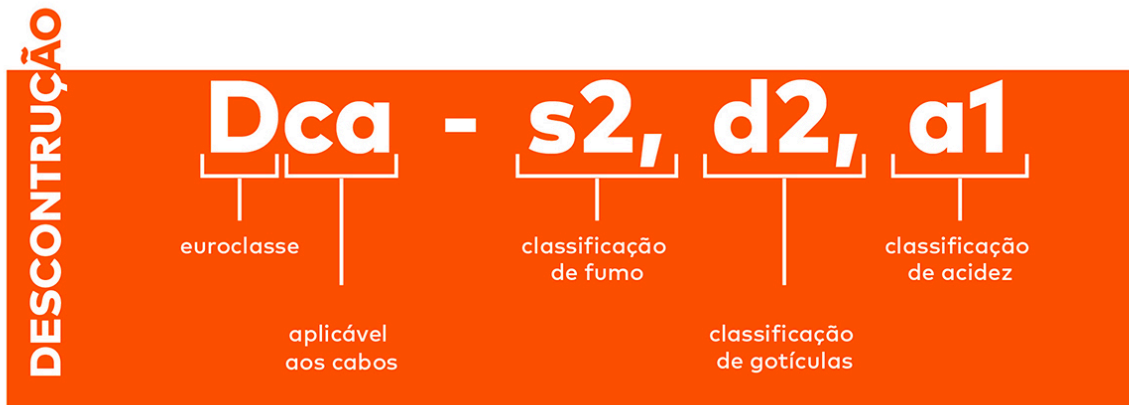 DESCONTRUÇÃO
Dca - s2, d2, a1
euroclasse
aplicável
aos cabos
classificação
de fumo
classificação
de gotículas
classificação
de acidez